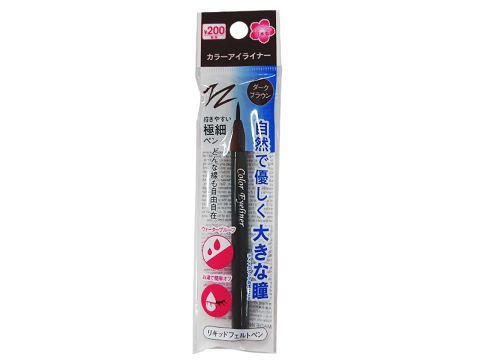 ¥200
カラーアイライナー
ダーク
ブラウン
描きやすい
極細
ペン
どんな線も自由自在
自然で優しく大きな瞳
Color Eyeliner
ウォータープルーフ
お湯で簡単オフ
リキッドフェルトペン